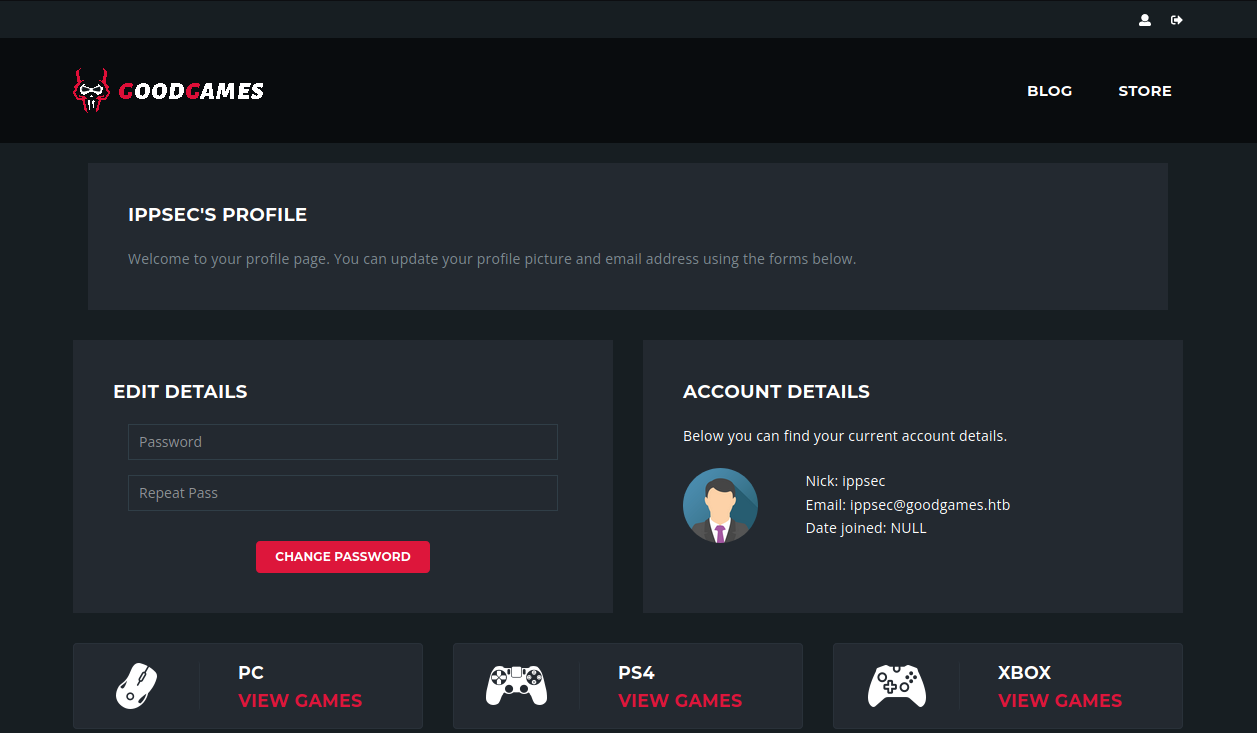 GOODGAMES
BLOG
STORE
IPPSEC'S PROFILE
Welcome to your profile page. You can update your profile picture and email address using the forms below.
EDIT DETAILS
Password
Repeat Pass
CHANGE PASSWORD
ACCOUNT DETAILS
Below you can find your current account details.
Nick: ippsec
Email: ippsec@goodgames.htb
Date joined: NULL
PC
VIEW GAMES
PS4
VIEW GAMES
XBOX
VIEW GAMES